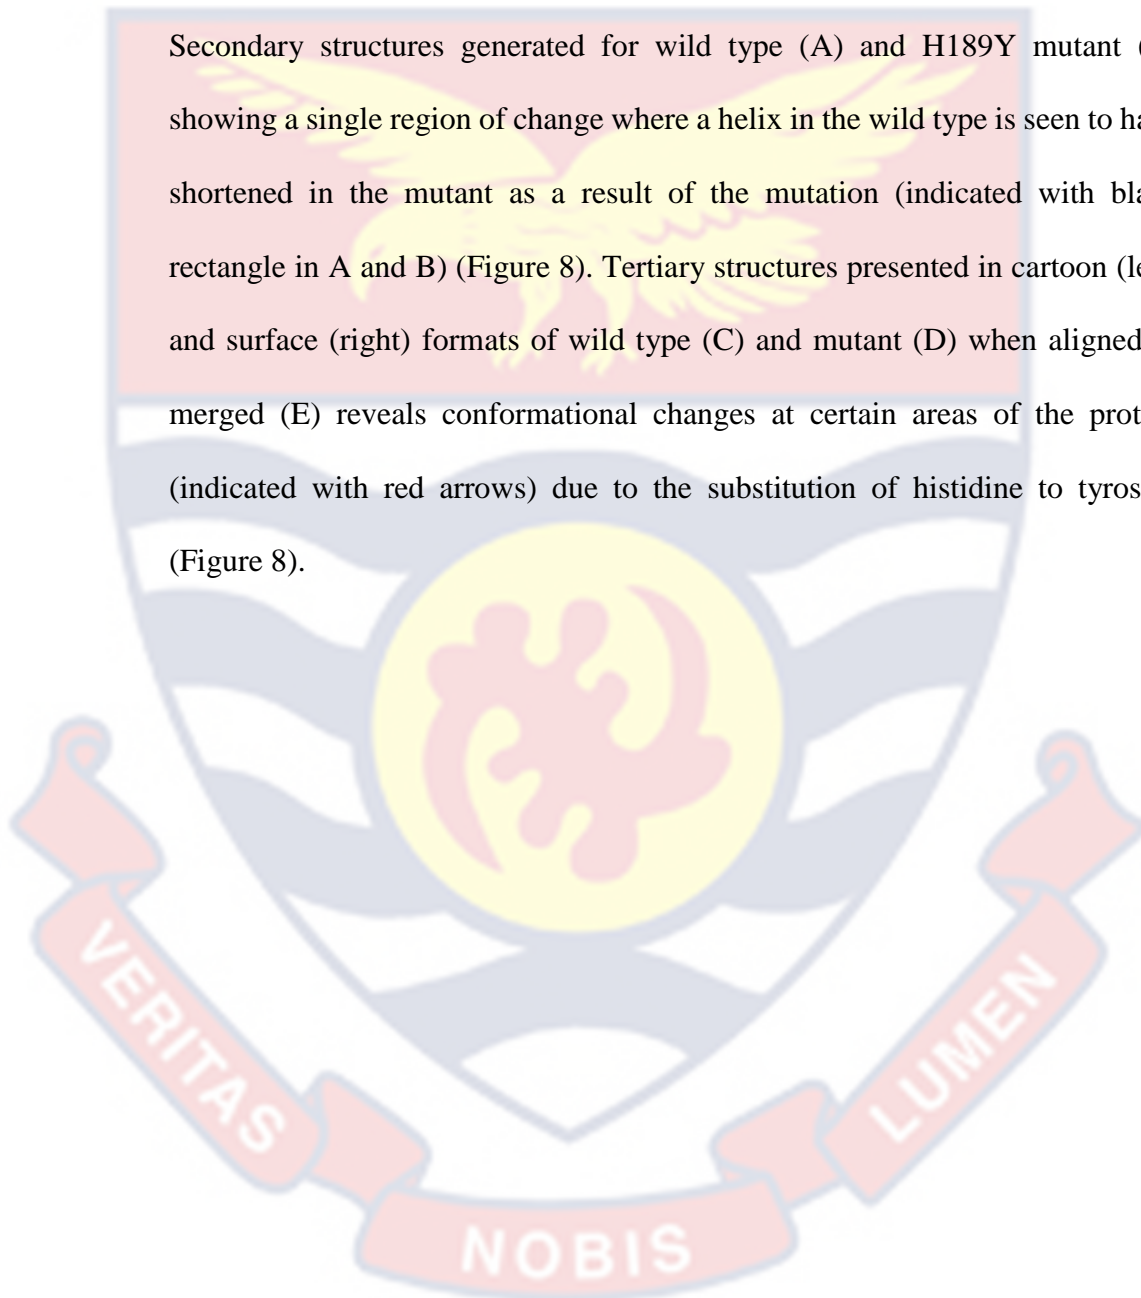 Secondary structures generated for wild type (A) and H189Y mutant (
showing a single region of change where a helix in the wild type is seen to ha
shortened in the mutant as a result of the mutation (indicated with bla
rectangle in A and B) (Figure 8). Tertiary structures presented in cartoon (le
and surface (right) formats of wild type (C) and mutant (D) when aligned
merged (E) reveals conformational changes at certain areas of the prot
(indicated with red arrows) due to the substitution of histidine to tyros
(Figure 8).
VERITAS
NOBIS
LUMEN